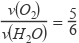 ν(O₂)/ν(H₂O) = 5/6